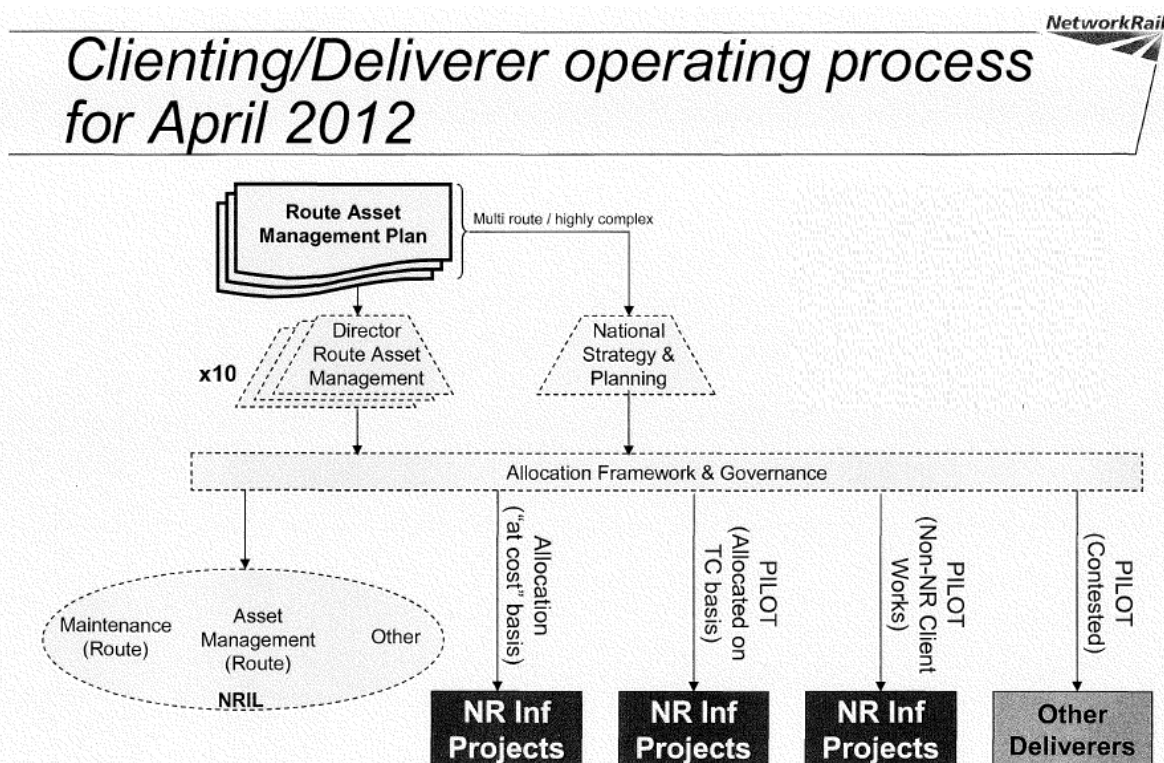 NetworkRail
Clienting/Deliverer operating process
for April 2012
Route Asset
Management Plan
Multi route / highly complex
x10
Director
Route Asset
Management
National
Strategy &
Planning
Allocation Framework & Governance
Maintenance
(Route)
Asset
Management
(Route)
Other
NRIL
Allocation
("at cost" basis)
PILOT
(Allocated on
TC basis)
PILOT
(Non-NR Client
Works)
PILOT
(Contested)
NR Inf
Projects
NR Inf
Projects
NR Inf
Projects
Other
Deliverers